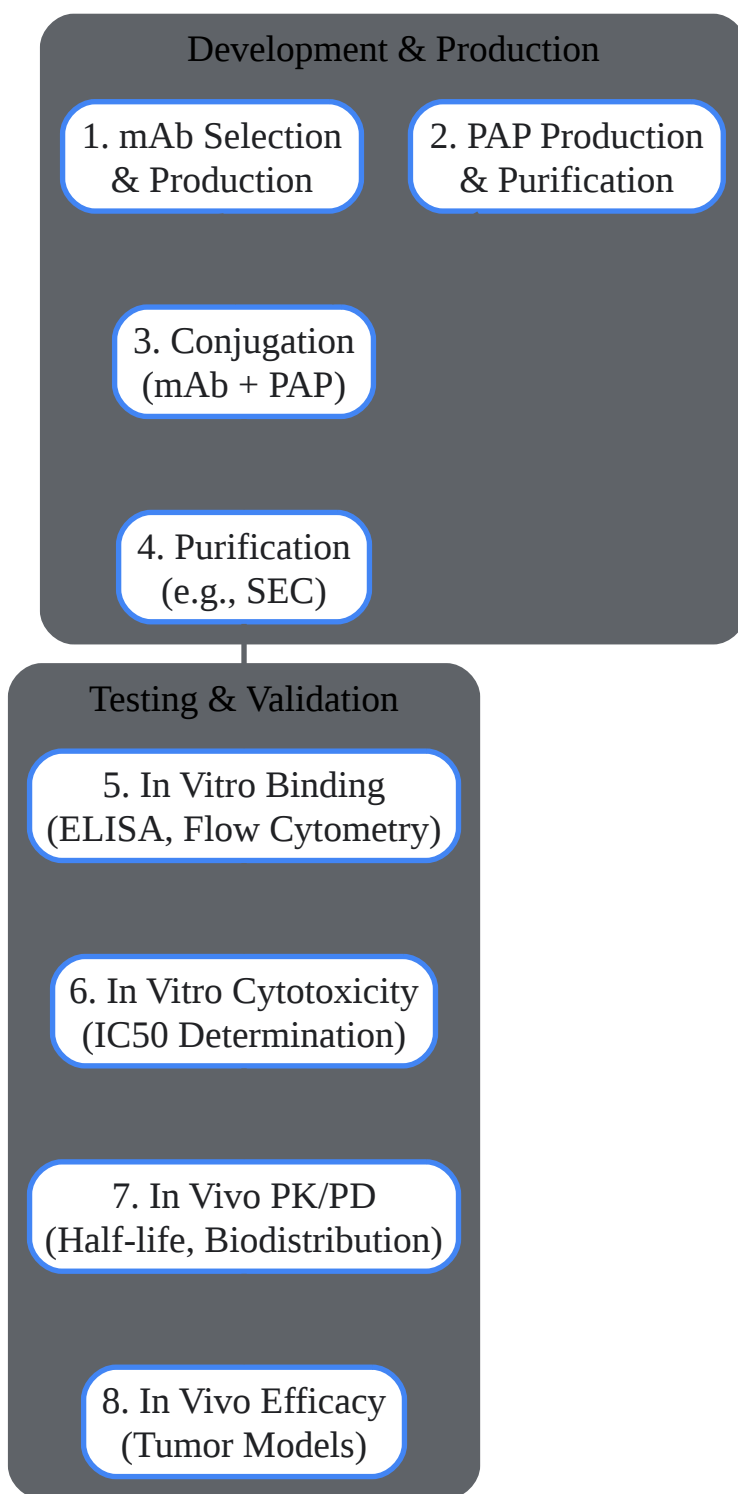 Development & Production
1. mAb Selection
& Production
2. PAP Production
& Purification
3. Conjugation
(mAb + PAP)
4. Purification
(e.g., SEC)
Testing & Validation
5. In Vitro Binding
(ELISA, Flow Cytometry)
6. In Vitro Cytotoxicity
(IC50 Determination)
7. In Vivo PK/PD
(Half-life, Biodistribution)
8. In Vivo Efficacy
(Tumor Models)